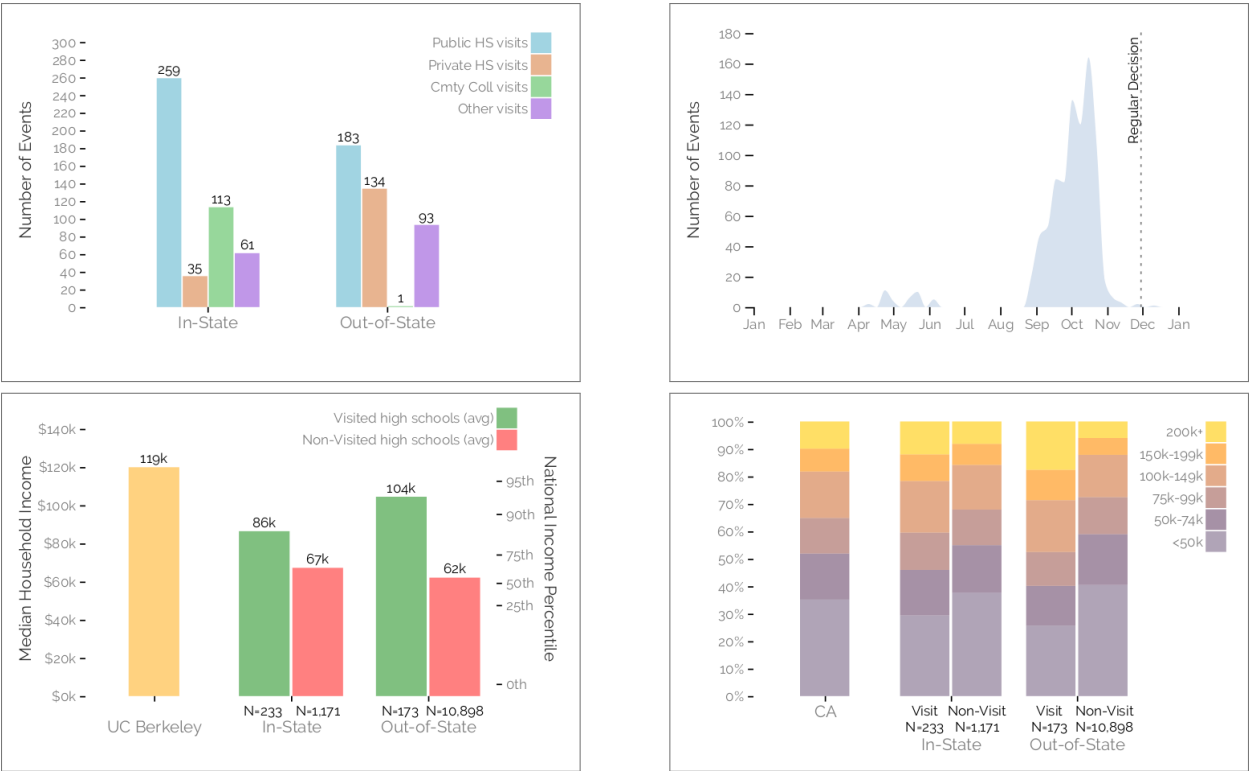 300
280
260
240
220
200
180
160
140
120
100
80
60
40
20
0
Number of Events
Public HS visits
Private HS visits
Cmty Coll visits
Other visits
259
35
113
61
183
134
1
93
In-State
Out-of-State
180
160
140
120
100
80
60
40
20
0
Number of Events
Regular Decision
Jan Feb Mar Apr May Jun Jul Aug Sep Oct Nov Dec Jan
Visited high schools (avg)
Non-Visited high schools (avg)
$140k
$120k
$100k
$80k
$60k
$40k
$20k
$0k
Median Household Income
119k
86k
67k
104k
62k
95th
90th
75th
50th
25th
0th
National Income Percentile
N=233 N=1,171 N=173 N=10,898
UC Berkeley In-State Out-of-State
100%
90%
80%
70%
60%
50%
40%
30%
20%
10%
0%
200k+
150k-199k
100k-149k
75k-99k
50k-74k
<50k
CA
Visit Non-Visit Visit Non-Visit
N=233 N=1,171 N=173 N=10,898
In-State Out-of-State